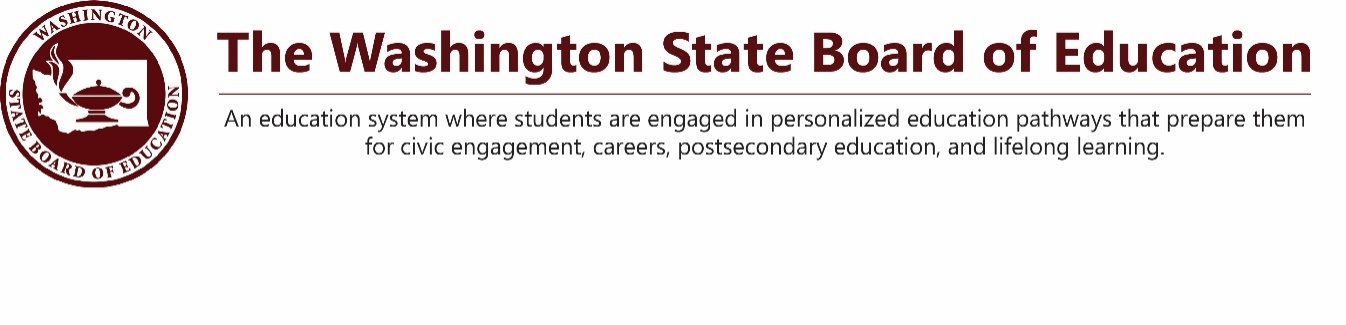 WASHINGTON
STATE BOARD OF EDUCATION
The Washington State Board of Education
An education system where students are engaged in personalized education pathways that prepare them
for civic engagement, careers, postsecondary education, and lifelong learning.